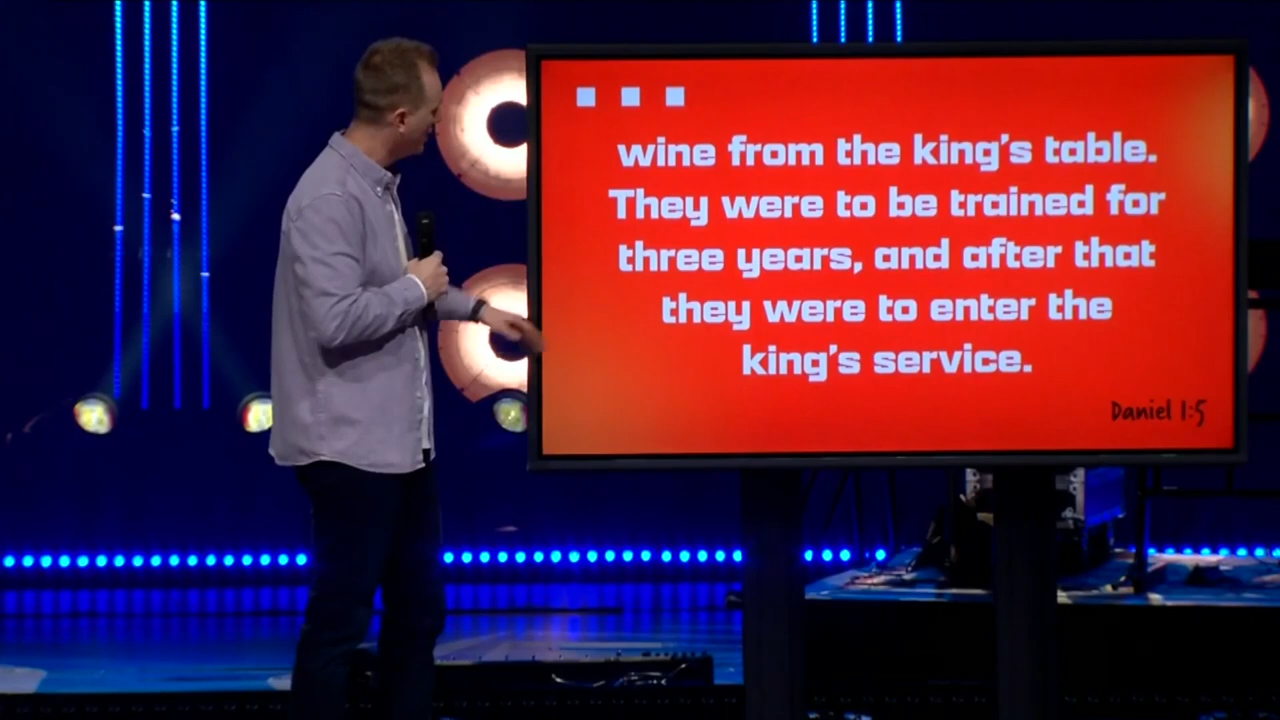 wine from the king's table.
They were to be trained for
three years, and after that
they were to enter the
king's service.
Daniel 1:5